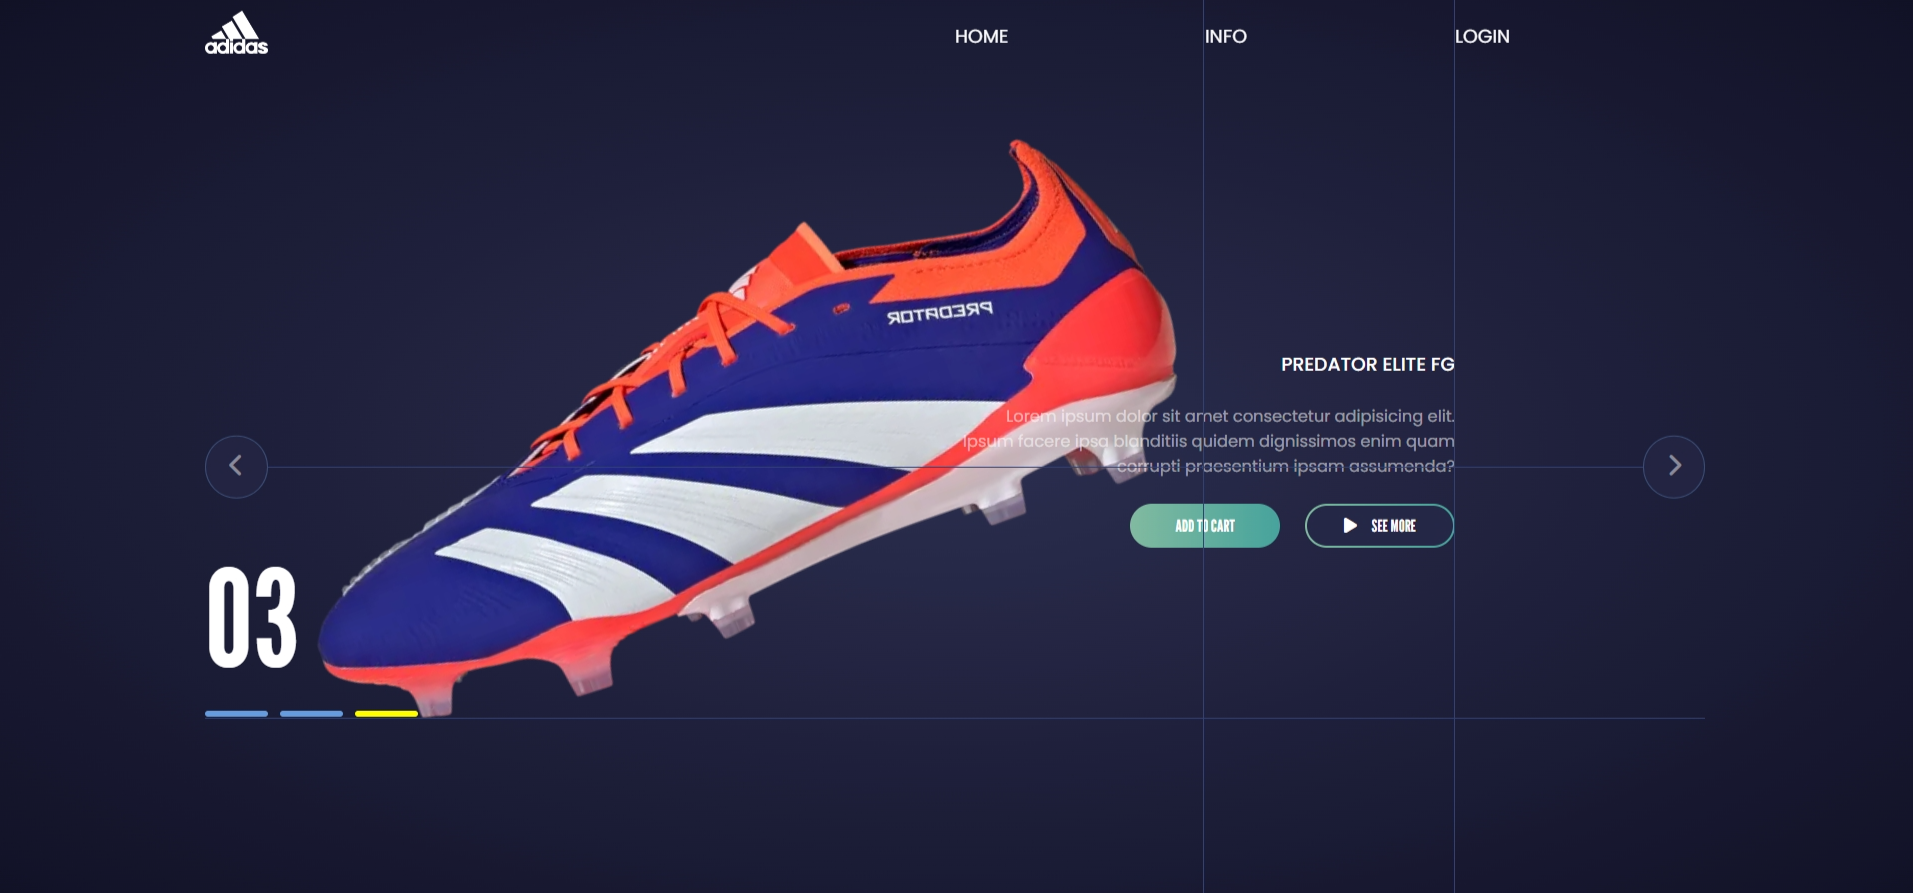 adidas
HOME
INFO
LOGIN
PREDATOR
PREDATOR ELITE FG
Lorem ipsum dolor sit amet consectetur adipisicing elit.
Ipsum facere ipsa blanditiis quidem dignissimos enim quam
corrupti praesentium ipsam assumenda?
ADD TO CART
SEE MORE
03